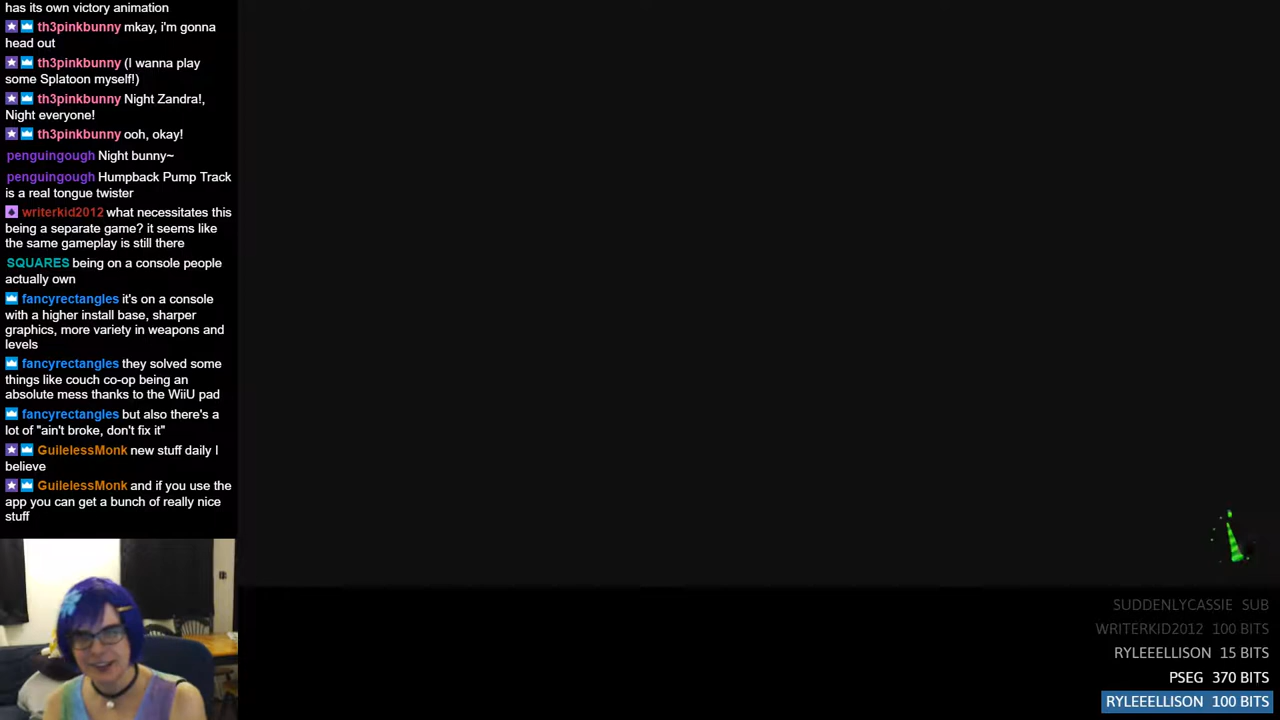 has its own victory animation
th3pinkbunny mkay, i'm gonna
head out
th3pinkbunny (I wanna play
some Splatoon myself!)
th3pinkbunny Night Zandra!,
Night everyone!
th3pinkbunny ooh, okay!
penguingough Night bunny~
penguingough Humpback Pump Track
is a real tongue twister
writerkid2012 what necessitates this
being a separate game? it seems like
the same gameplay is still there
SQUARES being on a console people
actually own
fancyrectangles it's on a console
with a higher install base, sharper
graphics, more variety in weapons and
levels
fancyrectangles they solved some
things like couch co-op being an
absolute mess thanks to the WiiU pad
fancyrectangles but also there's a
lot of "ain't broke, don't fix it"
GuilelessMonk new stuff daily I
believe
GuilelessMonk and if you use the
app you can get a bunch of really nice
stuff
SUDDENLYCASSIE SUB
WRITERKID2012 100 BITS
RYLEEELLISON 15 BITS
PSEG 370 BITS
RYLEEELLISON 100 BITS